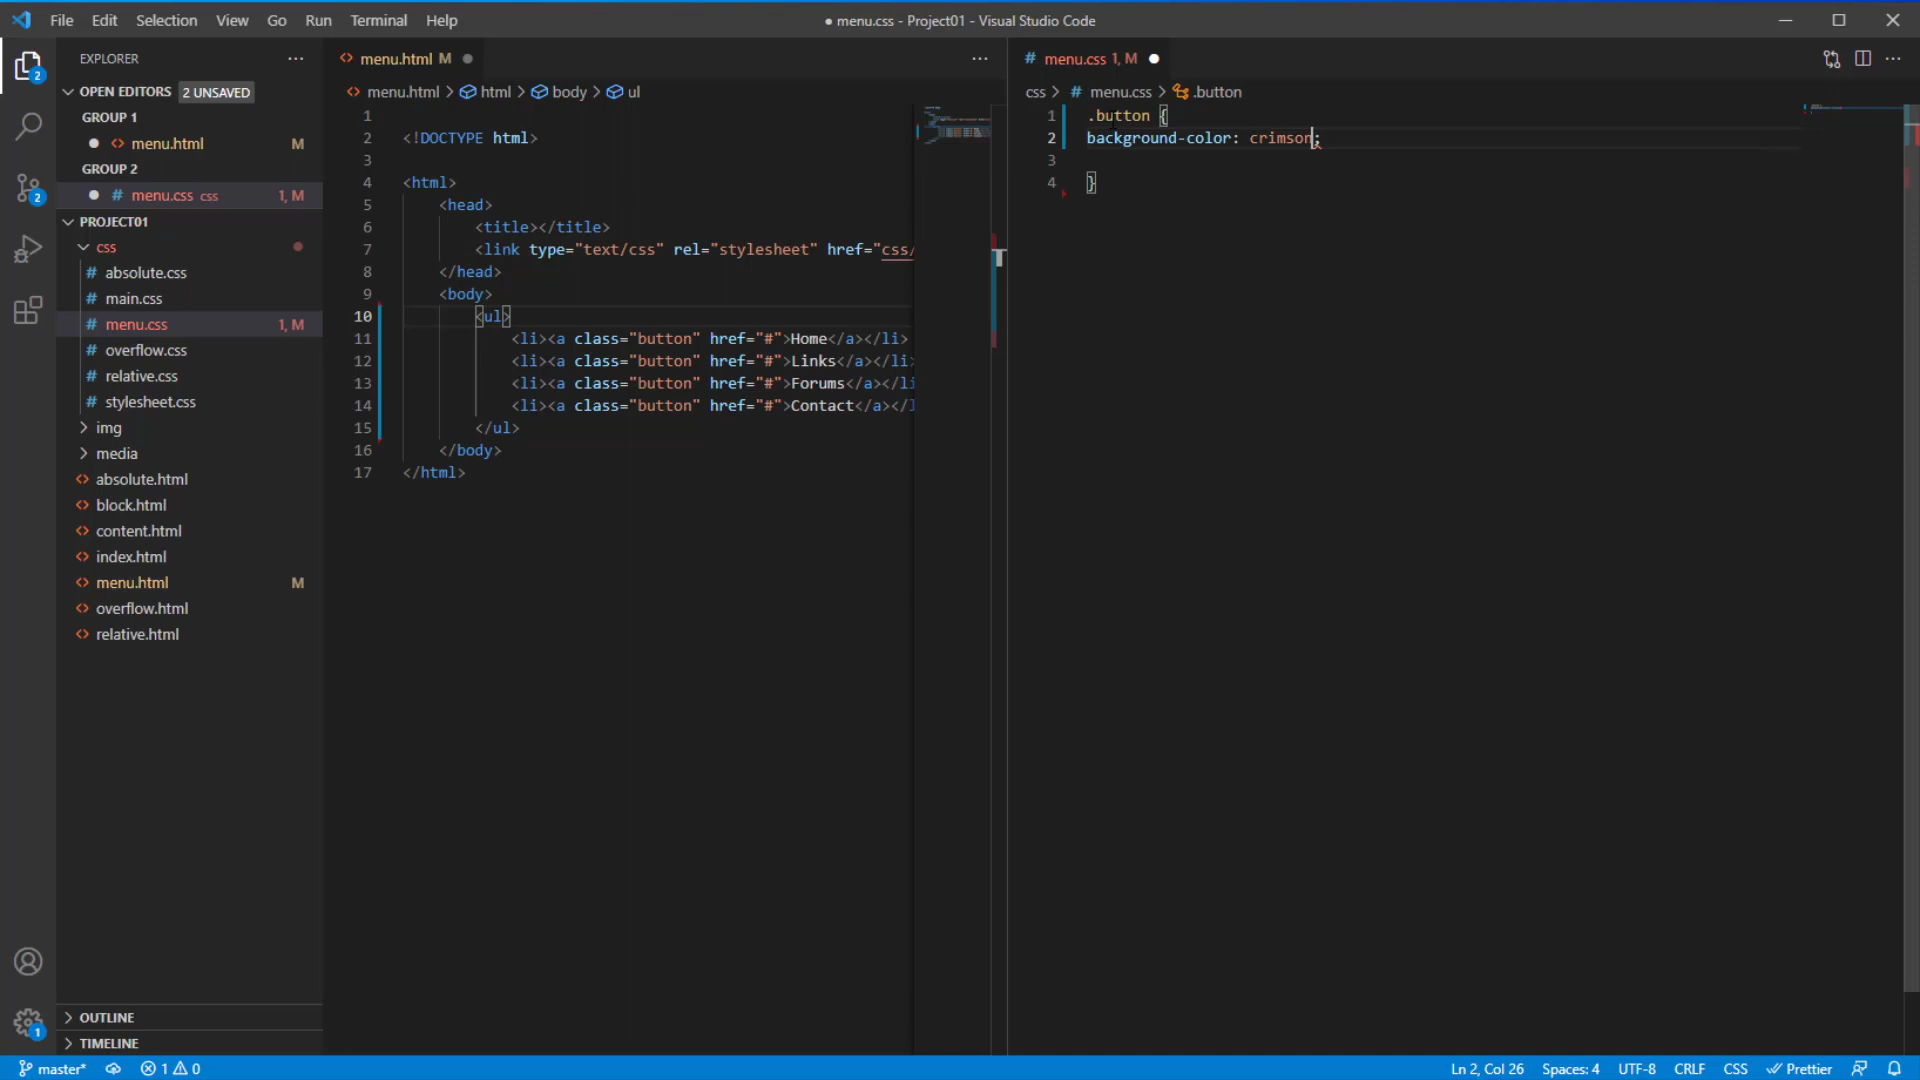 File Edit Selection View Go Run Terminal Help
● menu.css - Project01 - Visual Studio Code
EXPLORER
OPEN EDITORS 2 UNSAVED
GROUP 1
menu.html M
GROUP 2
# menu.css css 1, M
PROJECT01
css
# absolute.css
# main.css
# menu.css 1, M
# overflow.css
# relative.css
# stylesheet.css
img
media
absolute.html
block.html
content.html
index.html
menu.html M
overflow.html
relative.html
OUTLINE
TIMELINE
2
2
1
menu.html M
menu.html > html > body > ul
1
2 <!DOCTYPE html>
3
4 <html>
5 <head>
6 <title></title>
7 <link type="text/css" rel="stylesheet" href="css/
8 </head>
9 <body>
10 <ul>
11 <li><a class="button" href="#">Home</a></li>
12 <li><a class="button" href="#">Links</a></li
13 <li><a class="button" href="#">Forums</a></li
14 <li><a class="button" href="#">Contact</a></l
15 </ul>
16 </body>
17 </html>
# menu.css 1, M
css > # menu.css > .button
1 .button {
2 background-color: crimson;
3
4 }
master* 1 0
Ln 2, Col 26 Spaces: 4 UTF-8 CRLF CSS Prettier